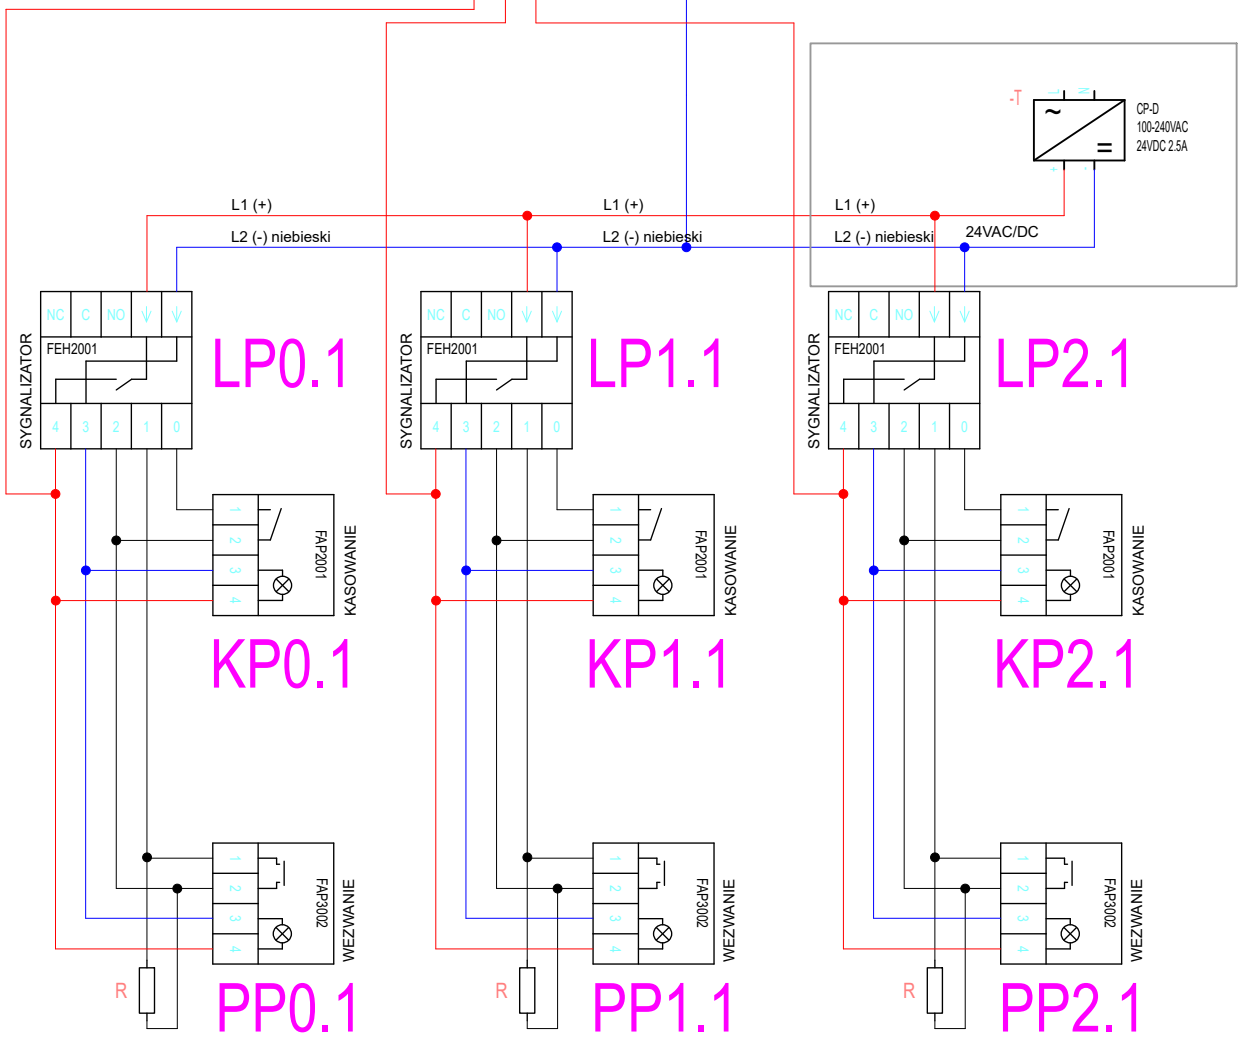 -T
L
N
CP-D
100-240VAC
24VDC 2.5A
+
-
L1 (+)
L1 (+)
L1 (+)
L2 (-) niebieski
L2 (-) niebieski
L2 (-) niebieski
24VAC/DC
NC C NO
NC C NO
NC C NO
SYGNALIZATOR
FEH2001
LP0.1
SYGNALIZATOR
FEH2001
LP1.1
SYGNALIZATOR
FEH2001
LP2.1
4 3 2 1 0
4 3 2 1 0
4 3 2 1 0
1
2
3
4
FAP2001
KASOWANIE
1
2
3
4
FAP2001
KASOWANIE
1
2
3
4
FAP2001
KASOWANIE
KP0.1
KP1.1
KP2.1
1
2
3
4
FAP3002
WEZWANIE
1
2
3
4
FAP3002
WEZWANIE
1
2
3
4
FAP3002
WEZWANIE
R
PP0.1
R
PP1.1
R
PP2.1